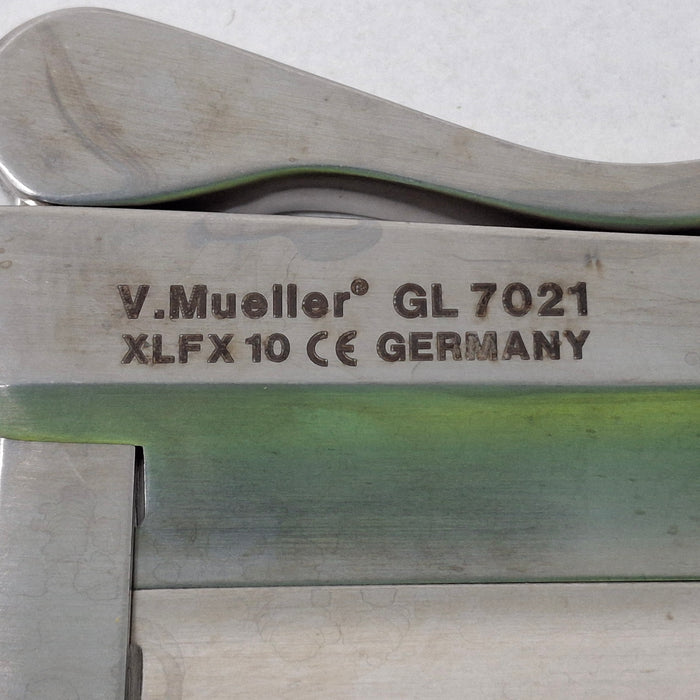 V.Mueller® GL 7021
XLFX 10 CE GERMANY